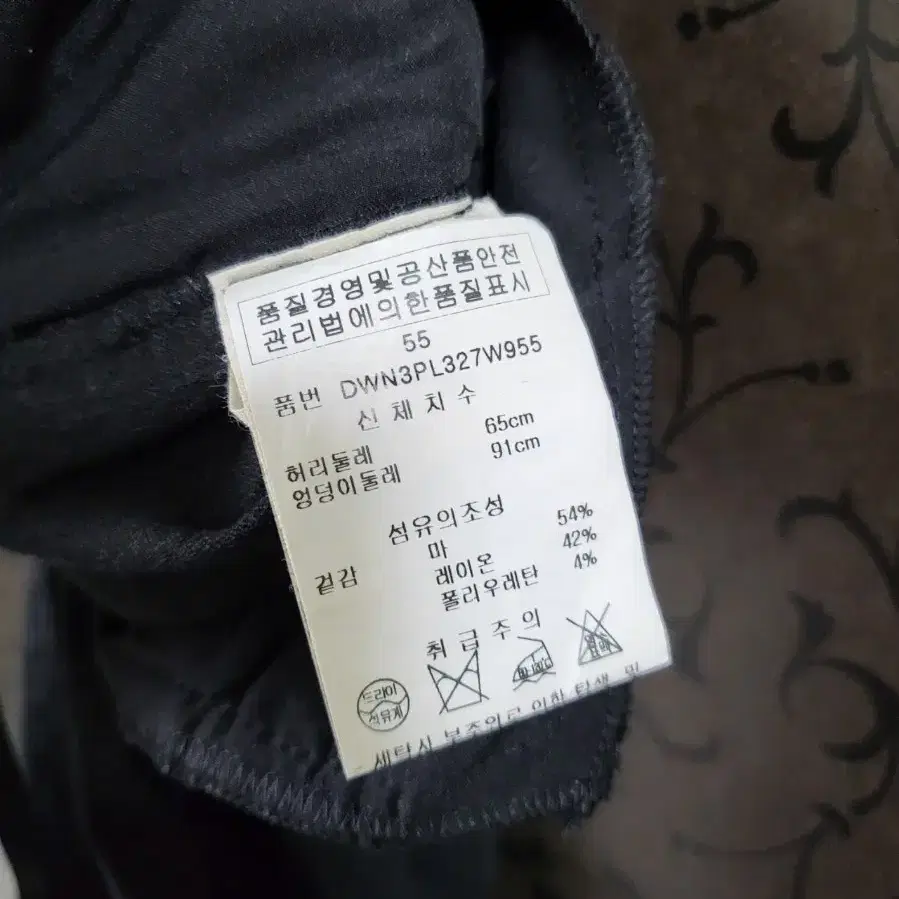 품질경영및공산품안전
관리법에의한품질표시
55
품번 DWN3PL327W955
신체치수
허리둘레 65cm
엉덩이둘레 91cm
섬유의조성
마 54%
겉감 레이온 42%
폴리우레탄 4%
취급주의
드라이
석유계
세탁시 부주의로 인한 탈색 및